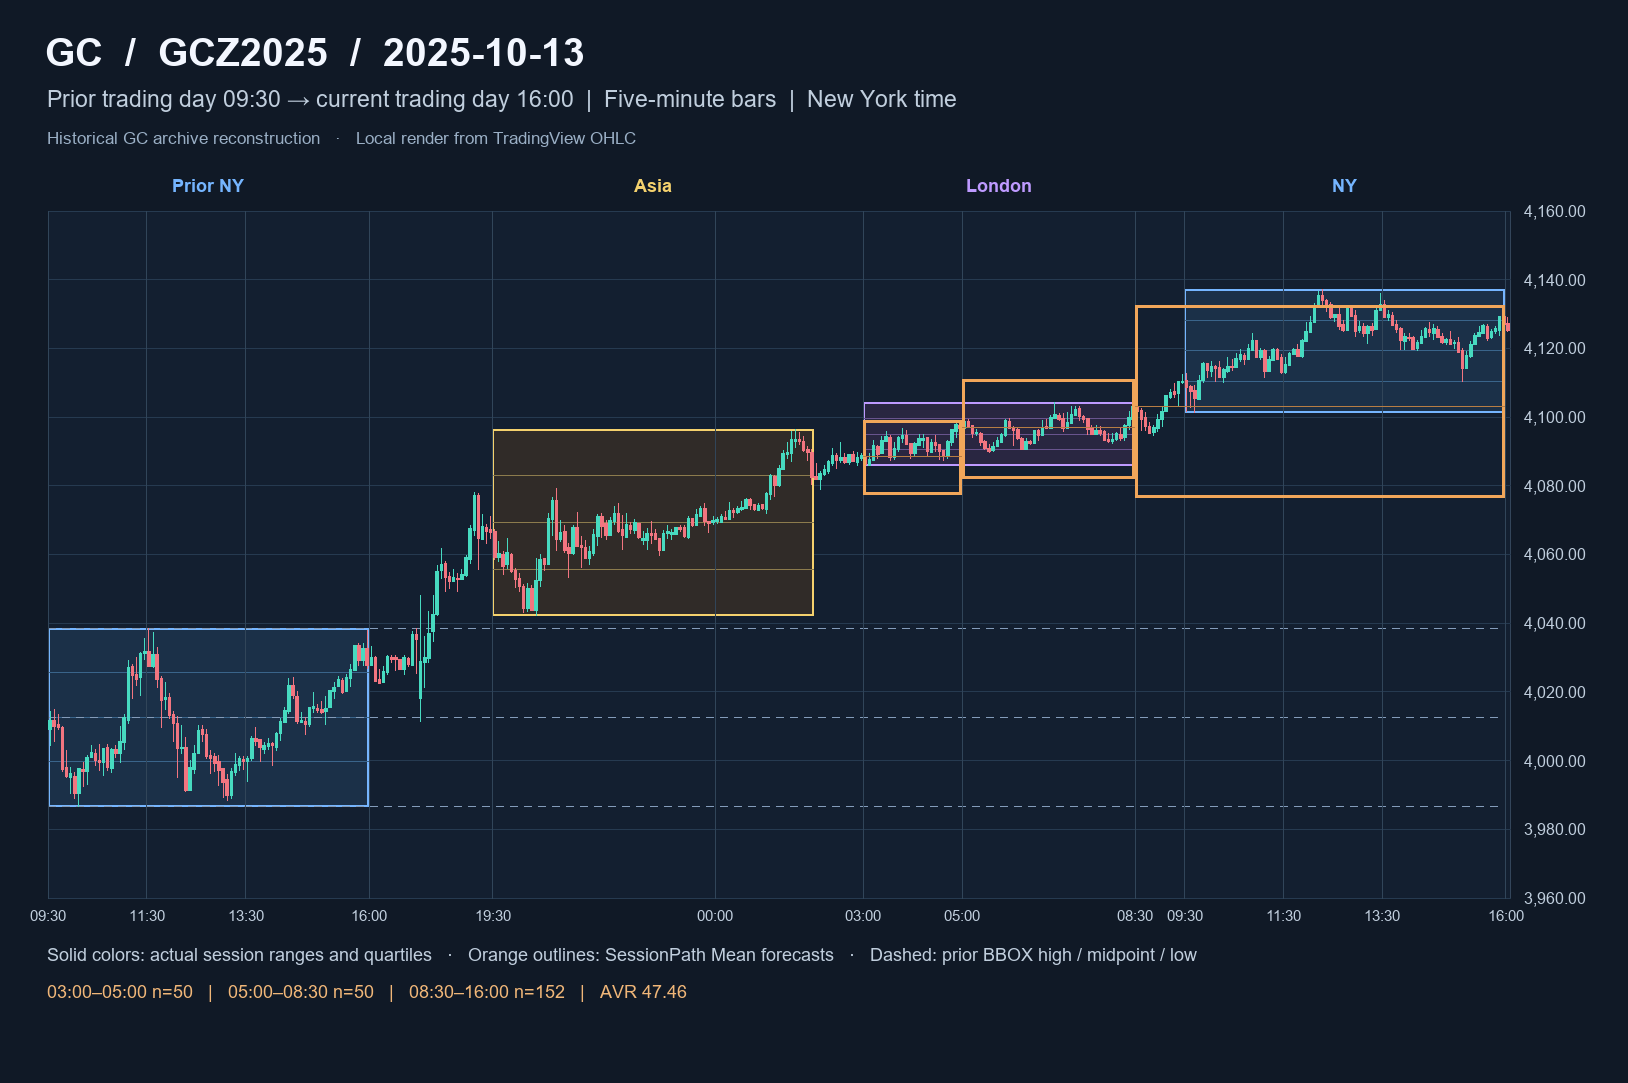 GC / GCZ2025 / 2025-10-13
Prior trading day 09:30 → current trading day 16:00 | Five-minute bars | New York time
Historical GC archive reconstruction · Local render from TradingView OHLC
Prior NY Asia London NY
4,160.00
4,140.00
4,120.00
4,100.00
4,080.00
4,060.00
4,040.00
4,020.00
4,000.00
3,980.00
3,960.00
09:30 11:30 13:30 16:00 19:30 00:00 03:00 05:00 08:30 09:30 11:30 13:30 16:00
Solid colors: actual session ranges and quartiles · Orange outlines: SessionPath Mean forecasts · Dashed: prior BBOX high / midpoint / low
03:00–05:00 n=50 | 05:00–08:30 n=50 | 08:30–16:00 n=152 | AVR 47.46